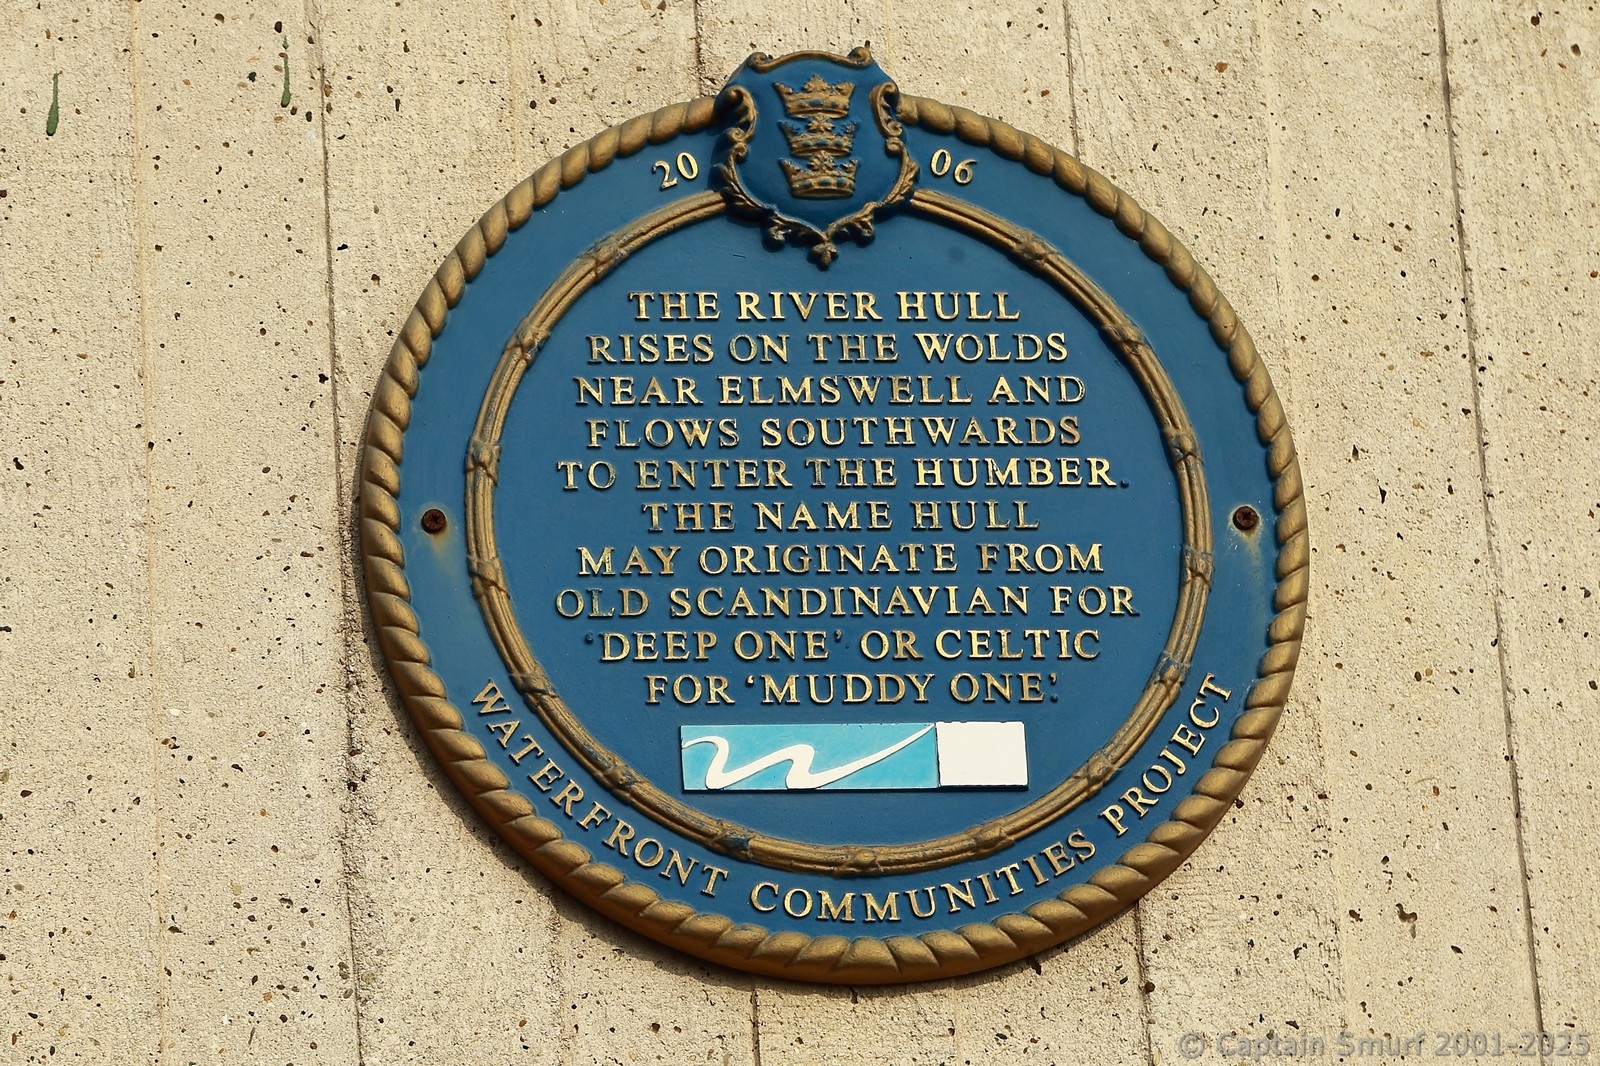 20 06
THE RIVER HULL
RISES ON THE WOLDS
NEAR ELMSWELL AND
FLOWS SOUTHWARDS
TO ENTER THE HUMBER.
THE NAME HULL
MAY ORIGINATE FROM
OLD SCANDINAVIAN FOR
‘DEEP ONE’ OR CELTIC
FOR ‘MUDDY ONE’.
WATERFRONT COMMUNITIES PROJECT
© Captain Smurf 2001-2025